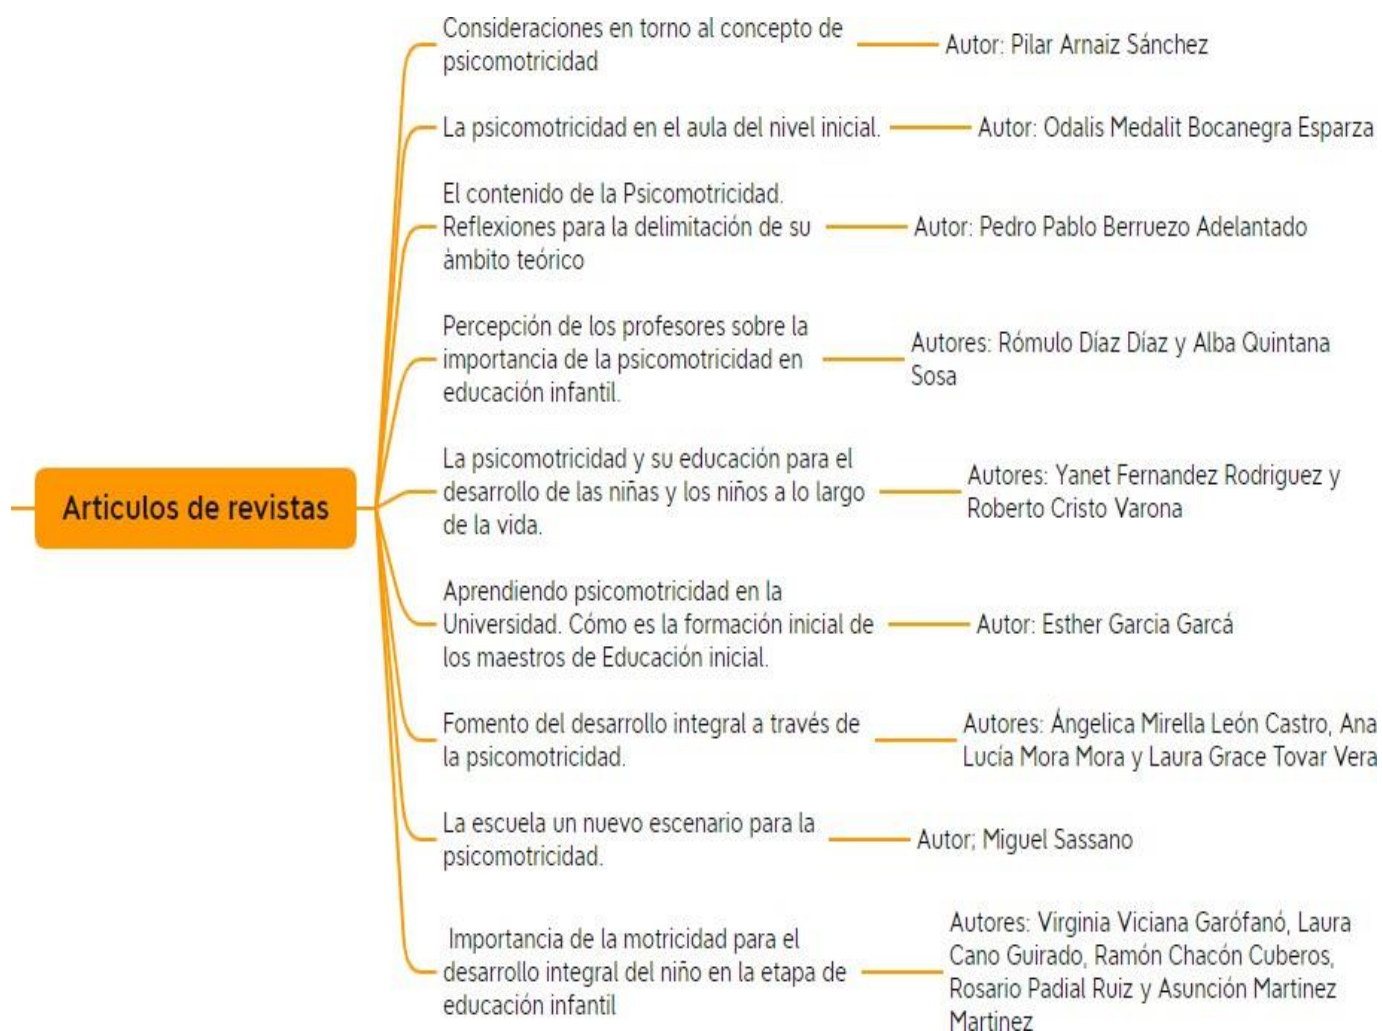 Consideraciones en torno al concepto de
psicomotricidad
Autor: Pilar Arnaiz Sánchez
La psicomotricidad en el aula del nivel inicial.
Autor: Odalis Medalit Bocanegra Esparza
El contenido de la Psicomotricidad.
Reflexiones para la delimitación de su
àmbito teórico
Autor: Pedro Pablo Berruezo Adelantado
Percepción de los profesores sobre la
importancia de la psicomotricidad en
educación infantil.
Autores: Rómulo Díaz Díaz y Alba Quintana
Sosa
Articulos de revistas
La psicomotricidad y su educación para el
desarrollo de las niñas y los niños a lo largo
de la vida.
Autores: Yanet Fernandez Rodriguez y
Roberto Cristo Varona
Aprendiendo psicomotricidad en la
Universidad. Cómo es la formación inicial de
los maestros de Educación inicial.
Autor: Esther Garcia Garcá
Fomento del desarrollo integral a través de
la psicomotricidad.
Autores: Ángelica Mirella León Castro, Ana
Lucía Mora Mora y Laura Grace Tovar Vera
La escuela un nuevo escenario para la
psicomotricidad.
Autor; Miguel Sassano
Importancia de la motricidad para el
desarrollo integral del niño en la etapa de
educación infantil
Autores: Virginia Viciana Garófanó, Laura
Cano Guirado, Ramón Chacón Cuberos,
Rosario Padial Ruiz y Asunción Martinez
Martinez